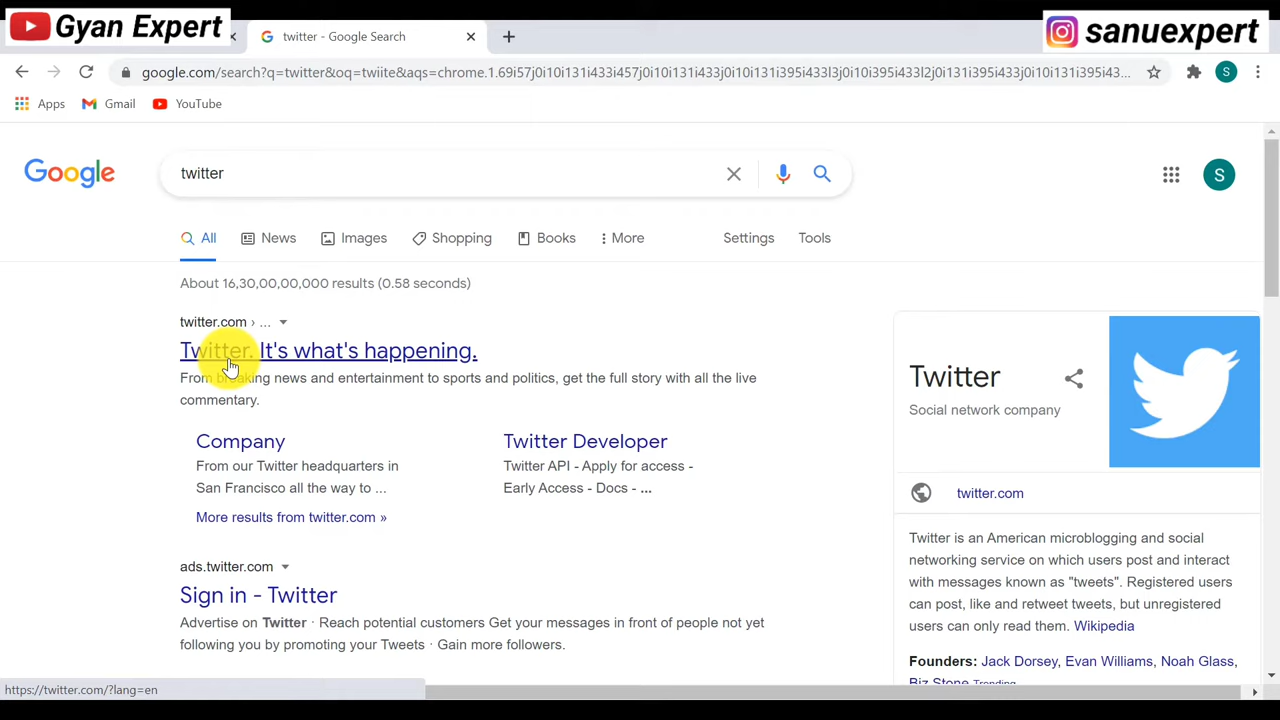 Gyan Expert
sanuexpert
twitter - Google Search
google.com/search?q=twitter&oq=twiite&aqs=chrome.1.69i57j0i10i131i433i457j0i10i131i433j0i10i131i395i433l3j0i10i395i433l2j0i10i131i395i433j0i10i131i395i43...
S
Apps
Gmail
YouTube
Google
twitter
S
All
News
Images
Shopping
Books
More
Settings
Tools
About 16,30,00,00,000 results (0.58 seconds)
twitter.com › ...
Twitter. It's what's happening.
From breaking news and entertainment to sports and politics, get the full story with all the live
commentary.
Company
From our Twitter headquarters in
San Francisco all the way to ...
More results from twitter.com »
Twitter Developer
Twitter API - Apply for access -
Early Access - Docs - ...
ads.twitter.com
Sign in - Twitter
Advertise on Twitter · Reach potential customers Get your messages in front of people not yet
following you by promoting your Tweets · Gain more followers.
Twitter
Social network company
twitter.com
Twitter is an American microblogging and social
networking service on which users post and interact
with messages known as "tweets". Registered users
can post, like and retweet tweets, but unregistered
users can only read them. Wikipedia
Founders: Jack Dorsey, Evan Williams, Noah Glass,
Biz Stone Trending
https://twitter.com/?lang=en